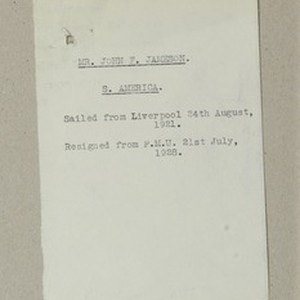 MR. JOHN F. JAMESON.
S. AMERICA.
Sailed from Liverpool 24th August,
1921.
Resigned from F.M.U. 21st July,
1928.